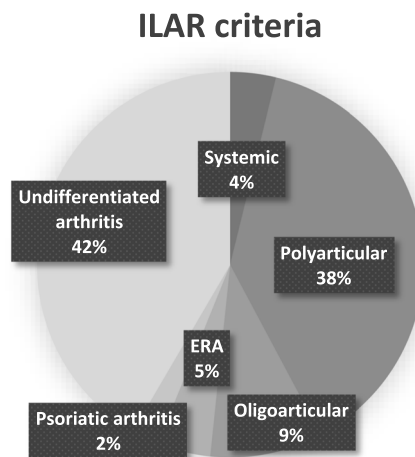 ILAR criteria
Systemic
4%
Undifferentiated
arthritis
42%
Polyarticular
38%
ERA
5%
Psoriatic arthritis
2%
Oligoarticular
9%